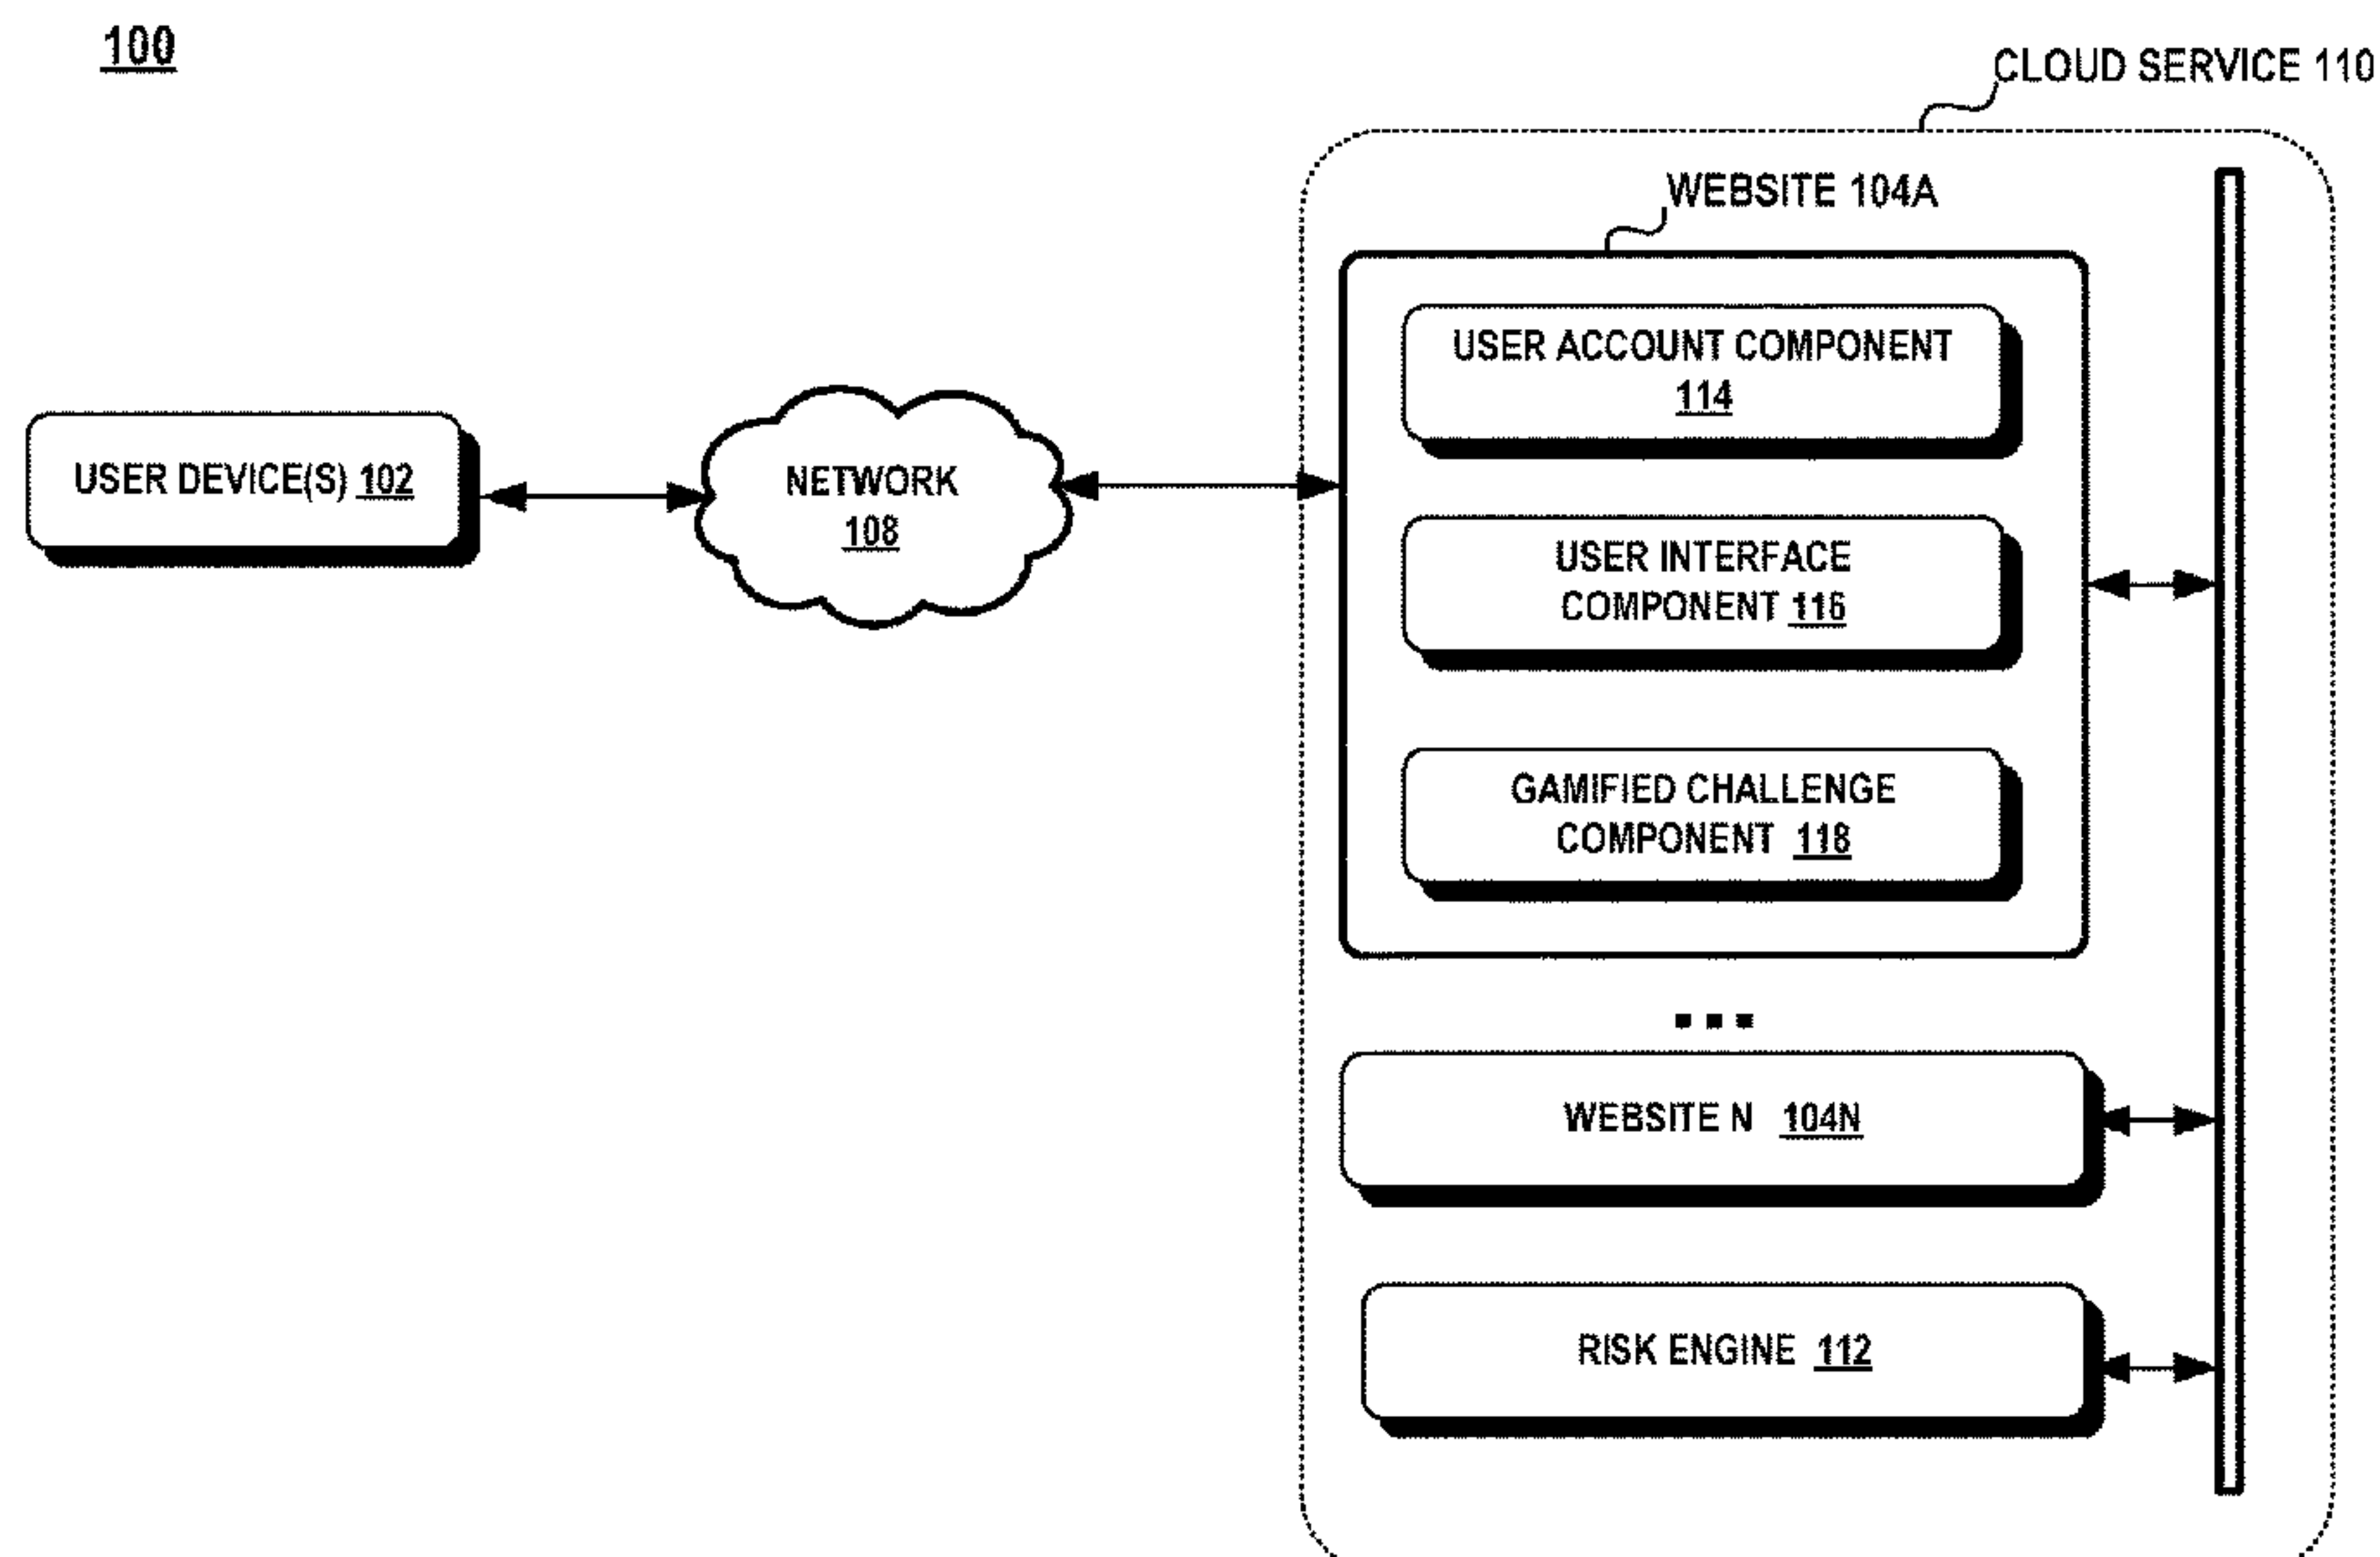 100
CLOUD SERVICE 110
WEBSITE 104A
USER ACCOUNT COMPONENT
114
USER DEVICE(S) 102
NETWORK
108
USER INTERFACE
COMPONENT 116
GAMIFIED CHALLENGE
COMPONENT 118
WEBSITE N 104N
RISK ENGINE 112